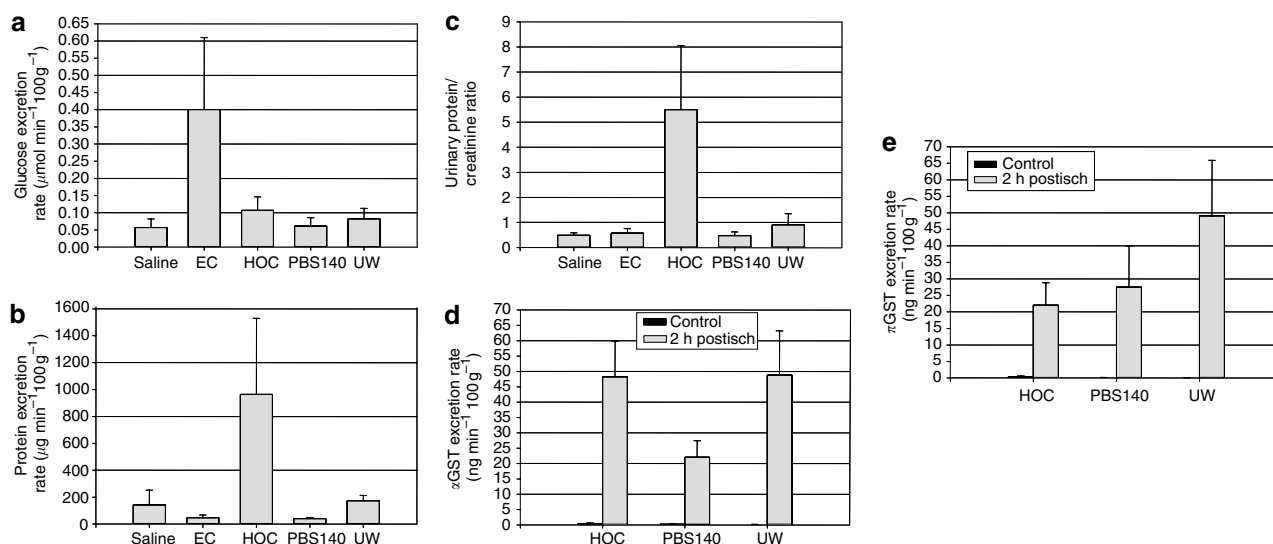 a
0.65
0.60
0.55
0.50
0.45
0.40
0.35
0.30
0.25
0.20
0.15
0.10
0.05
0.00
Glucose excretion
rate (μmol min⁻¹100g⁻¹)
Saline EC HOC PBS140 UW
b
1600
1400
1200
1000
800
600
400
200
0
Protein excretion
rate (μg min⁻¹100g⁻¹)
Saline EC HOC PBS140 UW
c
9
8
7
6
5
4
3
2
1
0
Urinary protein/
creatinine ratio
Saline EC HOC PBS140 UW
d
70
65
60
55
50
45
40
35
30
25
20
15
10
5
0
αGST excretion rate
(ng min⁻¹ 100g⁻¹)
Control
2 h postisch
HOC PBS140 UW
e
70
65
60
55
50
45
40
35
30
25
20
15
10
5
0
πGST excretion rate
(ng min⁻¹100g⁻¹)
Control
2 h postisch
HOC PBS140 UW